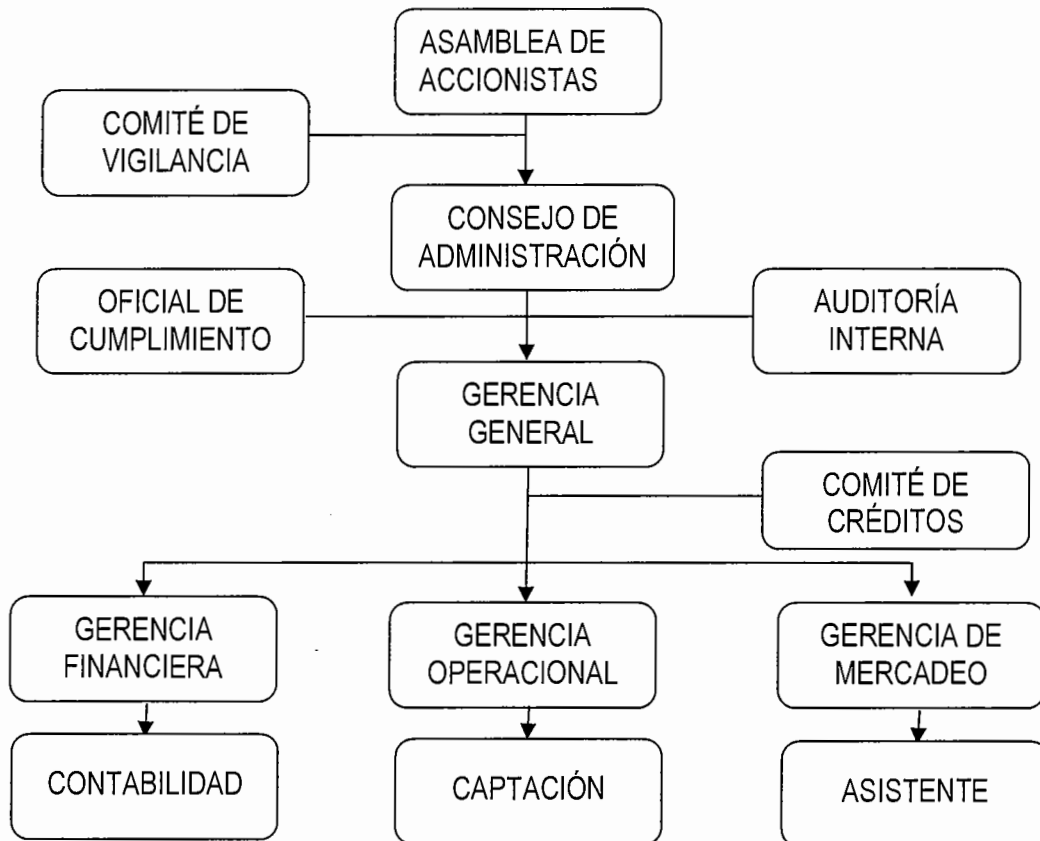 ASAMBLEA DE
ACCIONISTAS
COMITÉ DE
VIGILANCIA
CONSEJO DE
ADMINISTRACIÓN
OFICIAL DE
CUMPLIMIENTO
AUDITORÍA
INTERNA
GERENCIA
GENERAL
COMITÉ DE
CRÉDITOS
GERENCIA
FINANCIERA
GERENCIA
OPERACIONAL
GERENCIA DE
MERCADEO
CONTABILIDAD
CAPTACIÓN
ASISTENTE